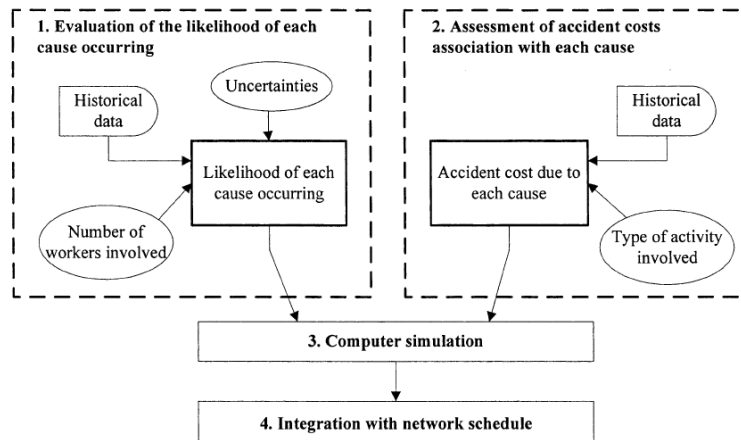 1. Evaluation of the likelihood of each
cause occurring
Uncertainties
Historical
data
Likelihood of each
cause occurring
Number of
workers involved
2. Assessment of accident costs
association with each cause
Historical
data
Accident cost due to
each cause
Type of activity
involved
3. Computer simulation
4. Integration with network schedule